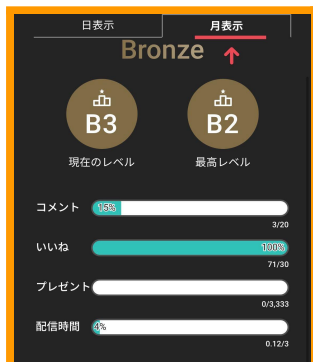 日表示 月表示
Bronze
B3 B2
現在のレベル 最高レベル
コメント 15%
3/20
いいね 100%
71/30
プレゼント
0/3,333
配信時間 4%
0.12/3